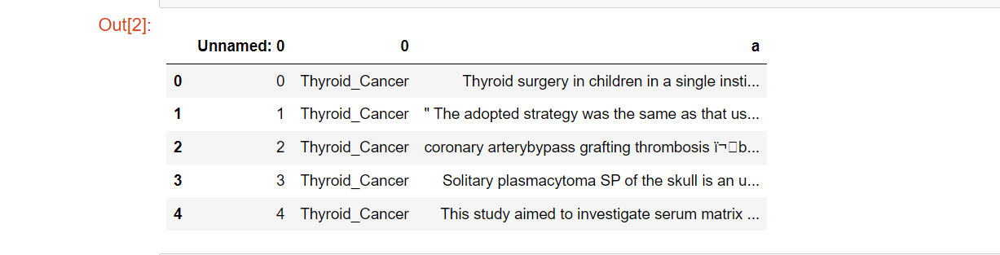 Out[2]:
Unnamed: 0 0 a
0 0 Thyroid_Cancer Thyroid surgery in children in a single insti...
1 1 Thyroid_Cancer " The adopted strategy was the same as that us...
2 2 Thyroid_Cancer coronary arterybypass grafting thrombosis ï¬□b...
3 3 Thyroid_Cancer Solitary plasmacytoma SP of the skull is an u...
4 4 Thyroid_Cancer This study aimed to investigate serum matrix ...